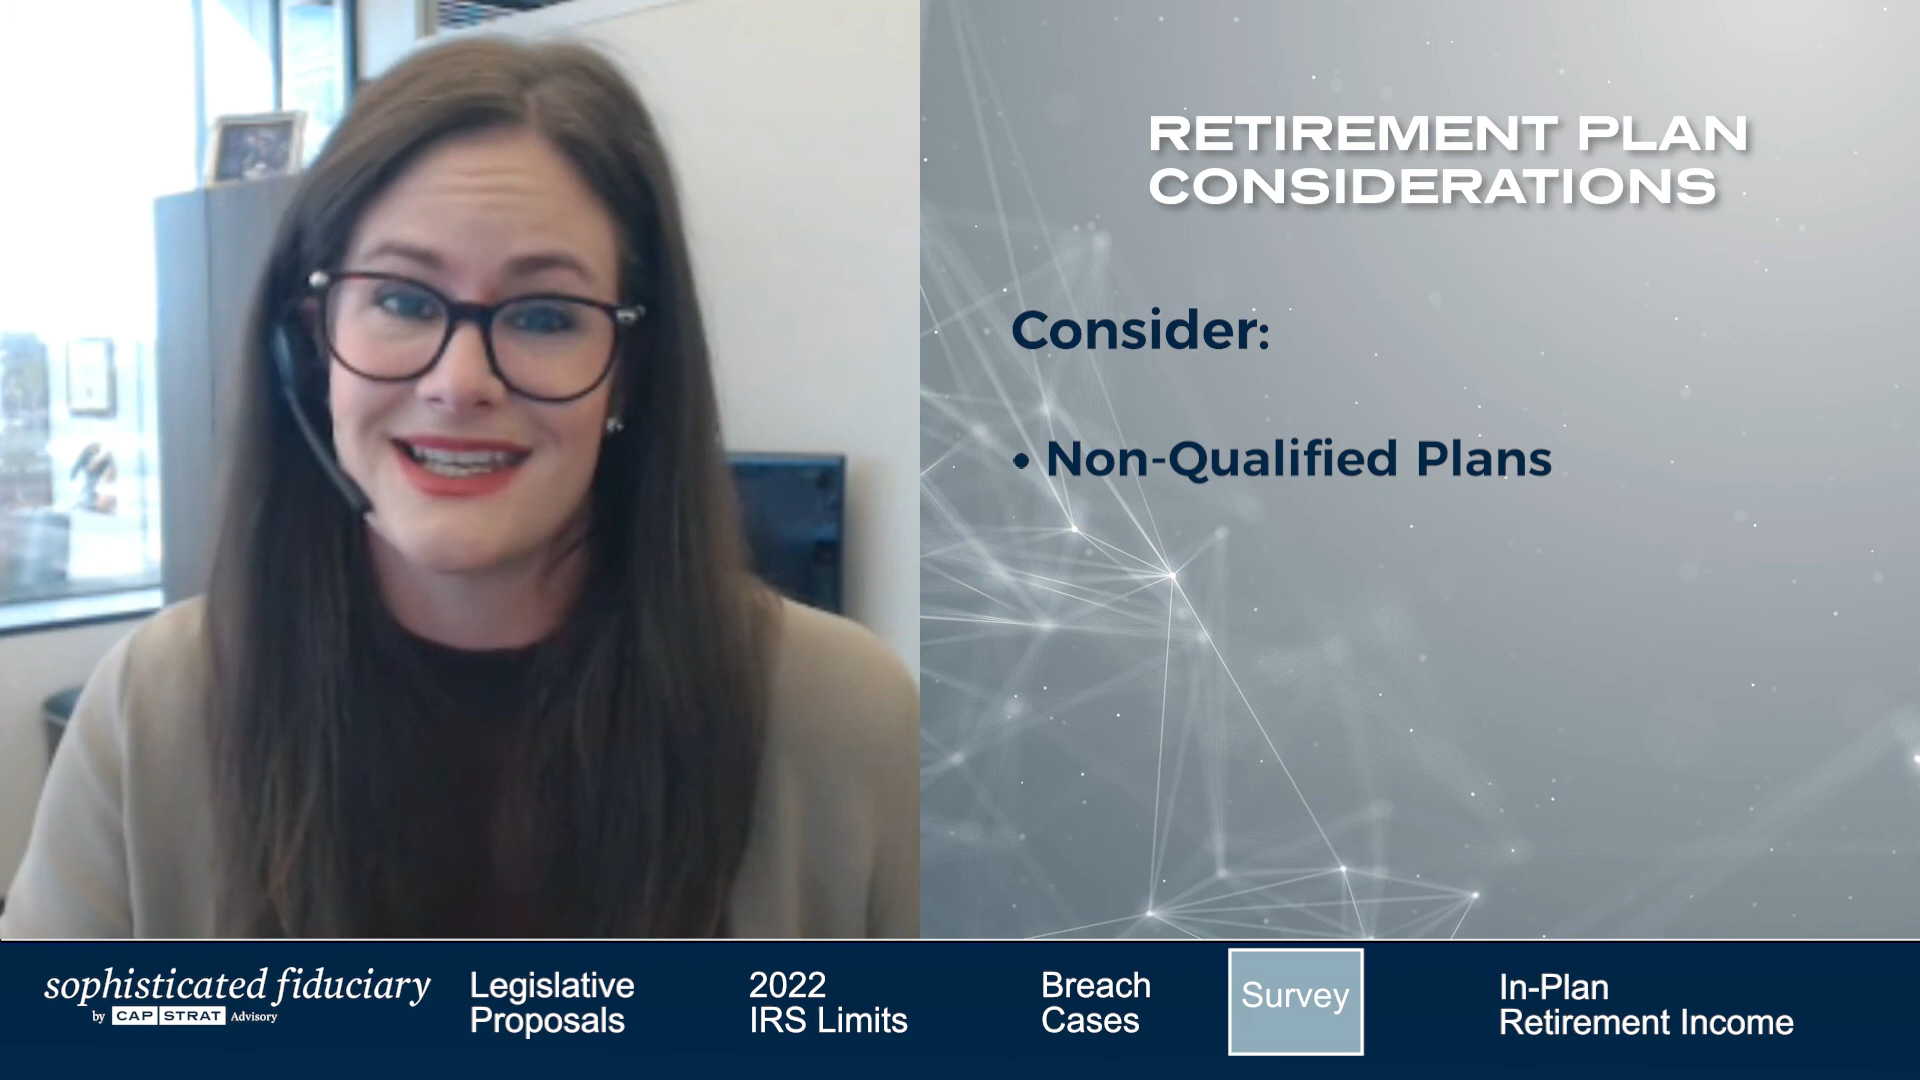 RETIREMENT PLAN
CONSIDERATIONS
Consider:
• Non-Qualified Plans
sophisticated fiduciary
by CAP STRAT Advisory
Legislative
Proposals
2022
IRS Limits
Breach
Cases
Survey
In-Plan
Retirement Income